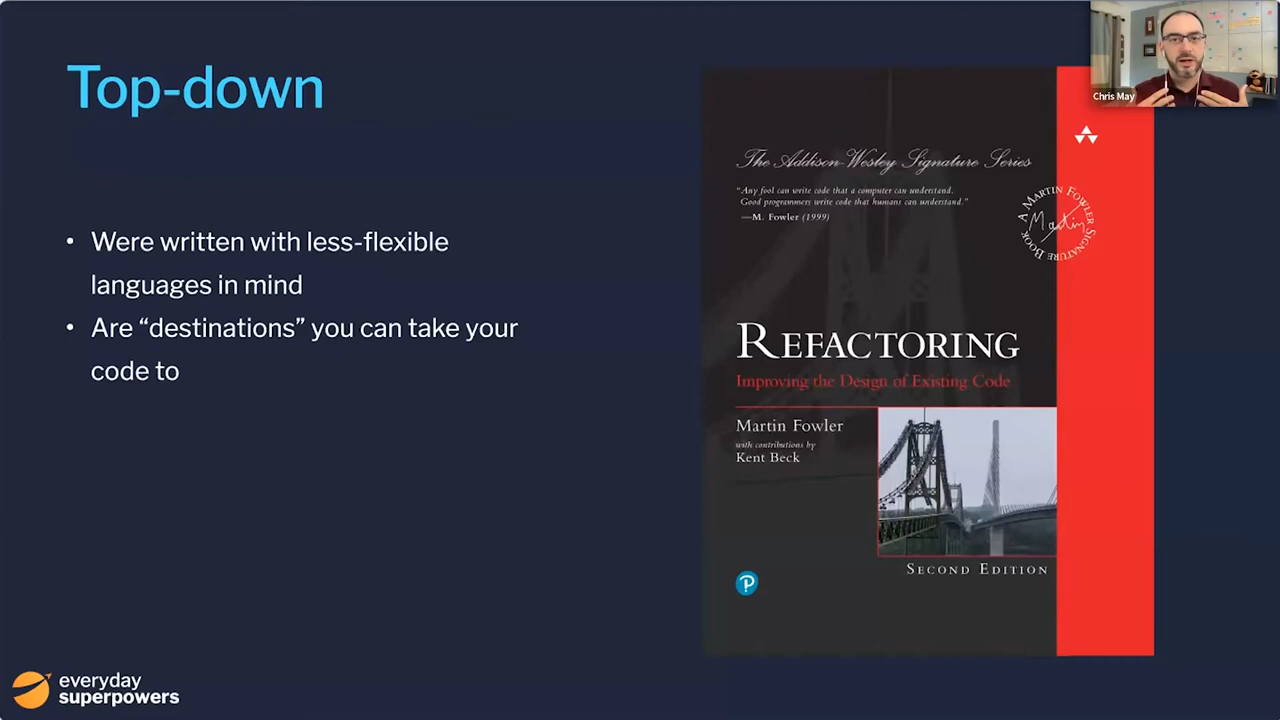 Top-down
• Were written with less-flexible
languages in mind
• Are “destinations” you can take your
code to
Chris May
The Addison-Wesley Signature Series
“Any fool can write code that a computer can understand.
Good programmers write code that humans can understand.”
—M. Fowler (1999)
A MARTIN FOWLER SIGNATURE BOOK
Martin
REFACTORING
Improving the Design of Existing Code
Martin Fowler
with contributions by
Kent Beck
SECOND EDITION
P
everyday
superpowers